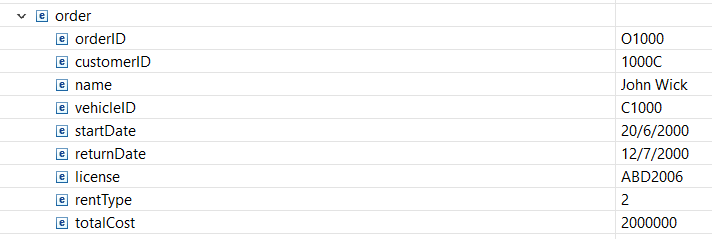 order
orderID O1000
customerID 1000C
name John Wick
vehicleID C1000
startDate 20/6/2000
returnDate 12/7/2000
license ABD2006
rentType 2
totalCost 2000000